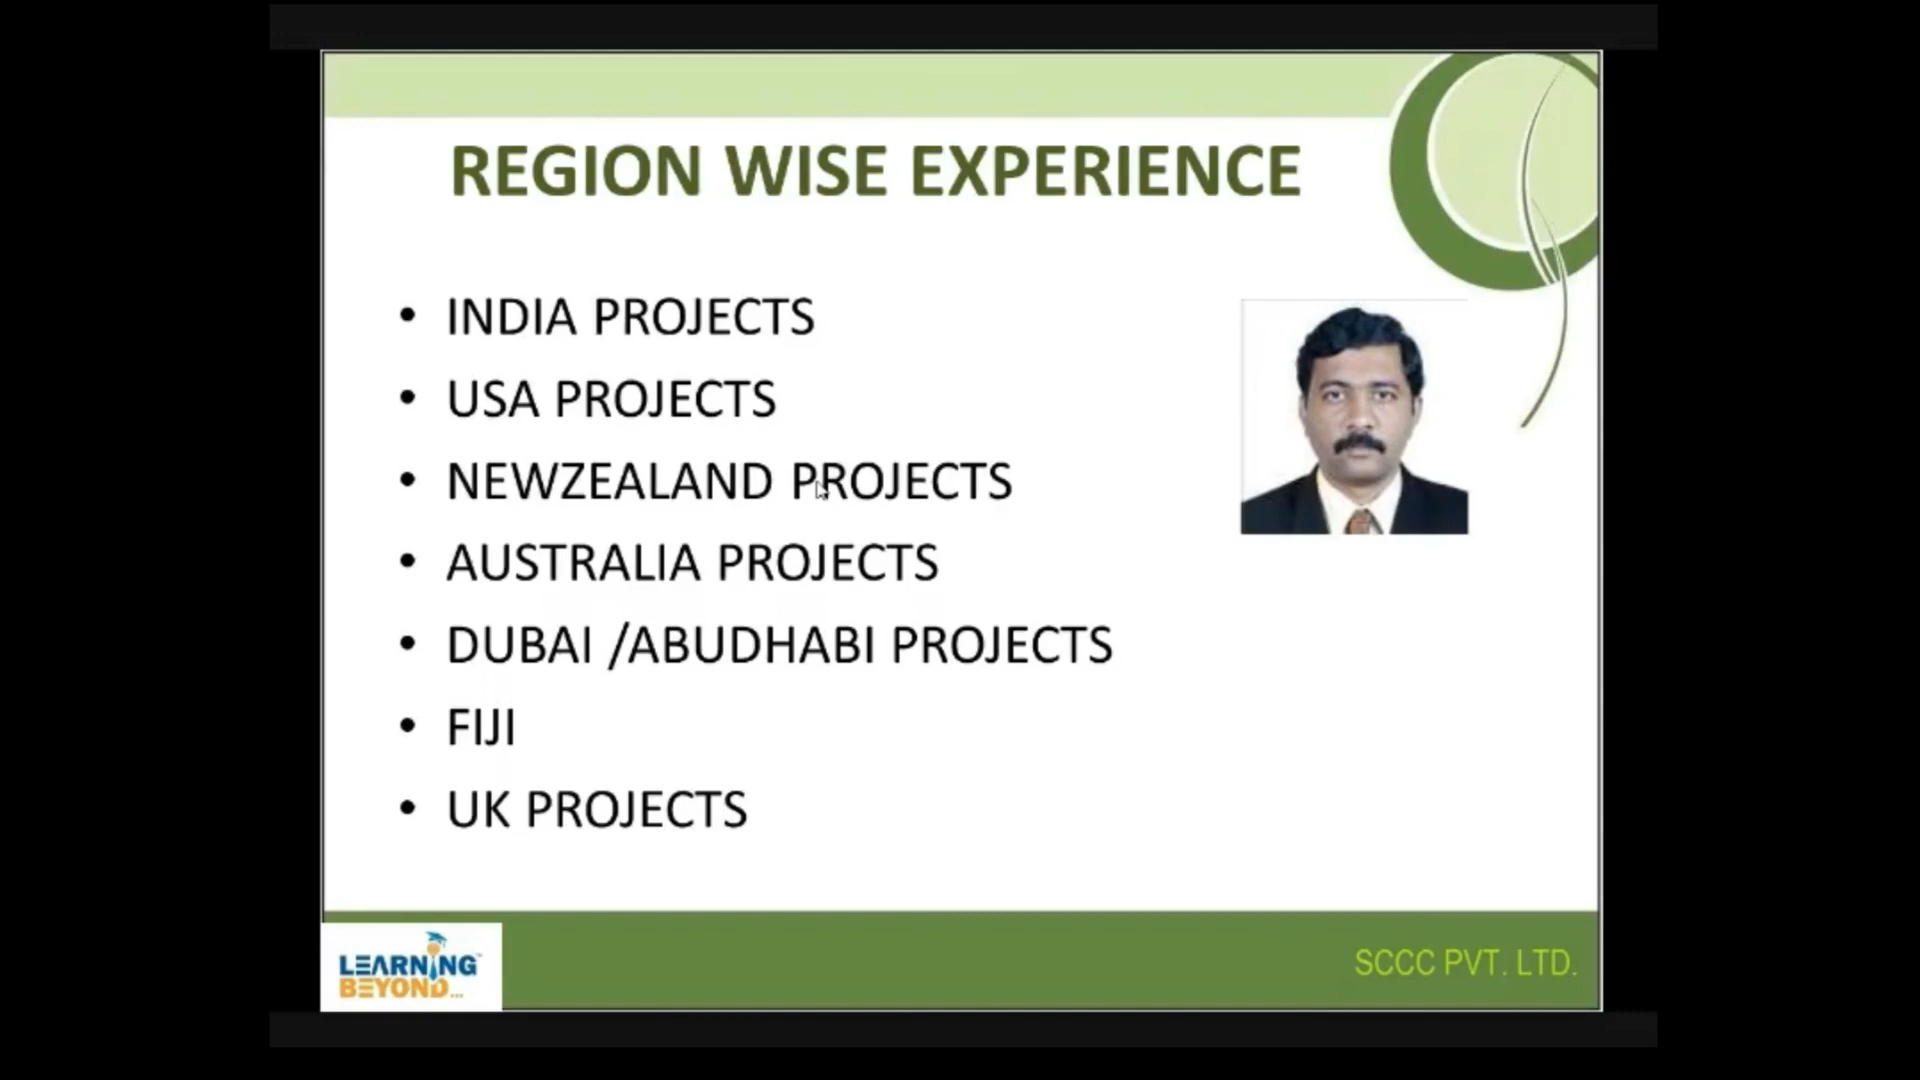 REGION WISE EXPERIENCE
• INDIA PROJECTS
• USA PROJECTS
• NEWZEALAND PROJECTS
• AUSTRALIA PROJECTS
• DUBAI /ABUDHABI PROJECTS
• FIJI
• UK PROJECTS
LEARNING
BEYOND...
SCCC PVT. LTD.